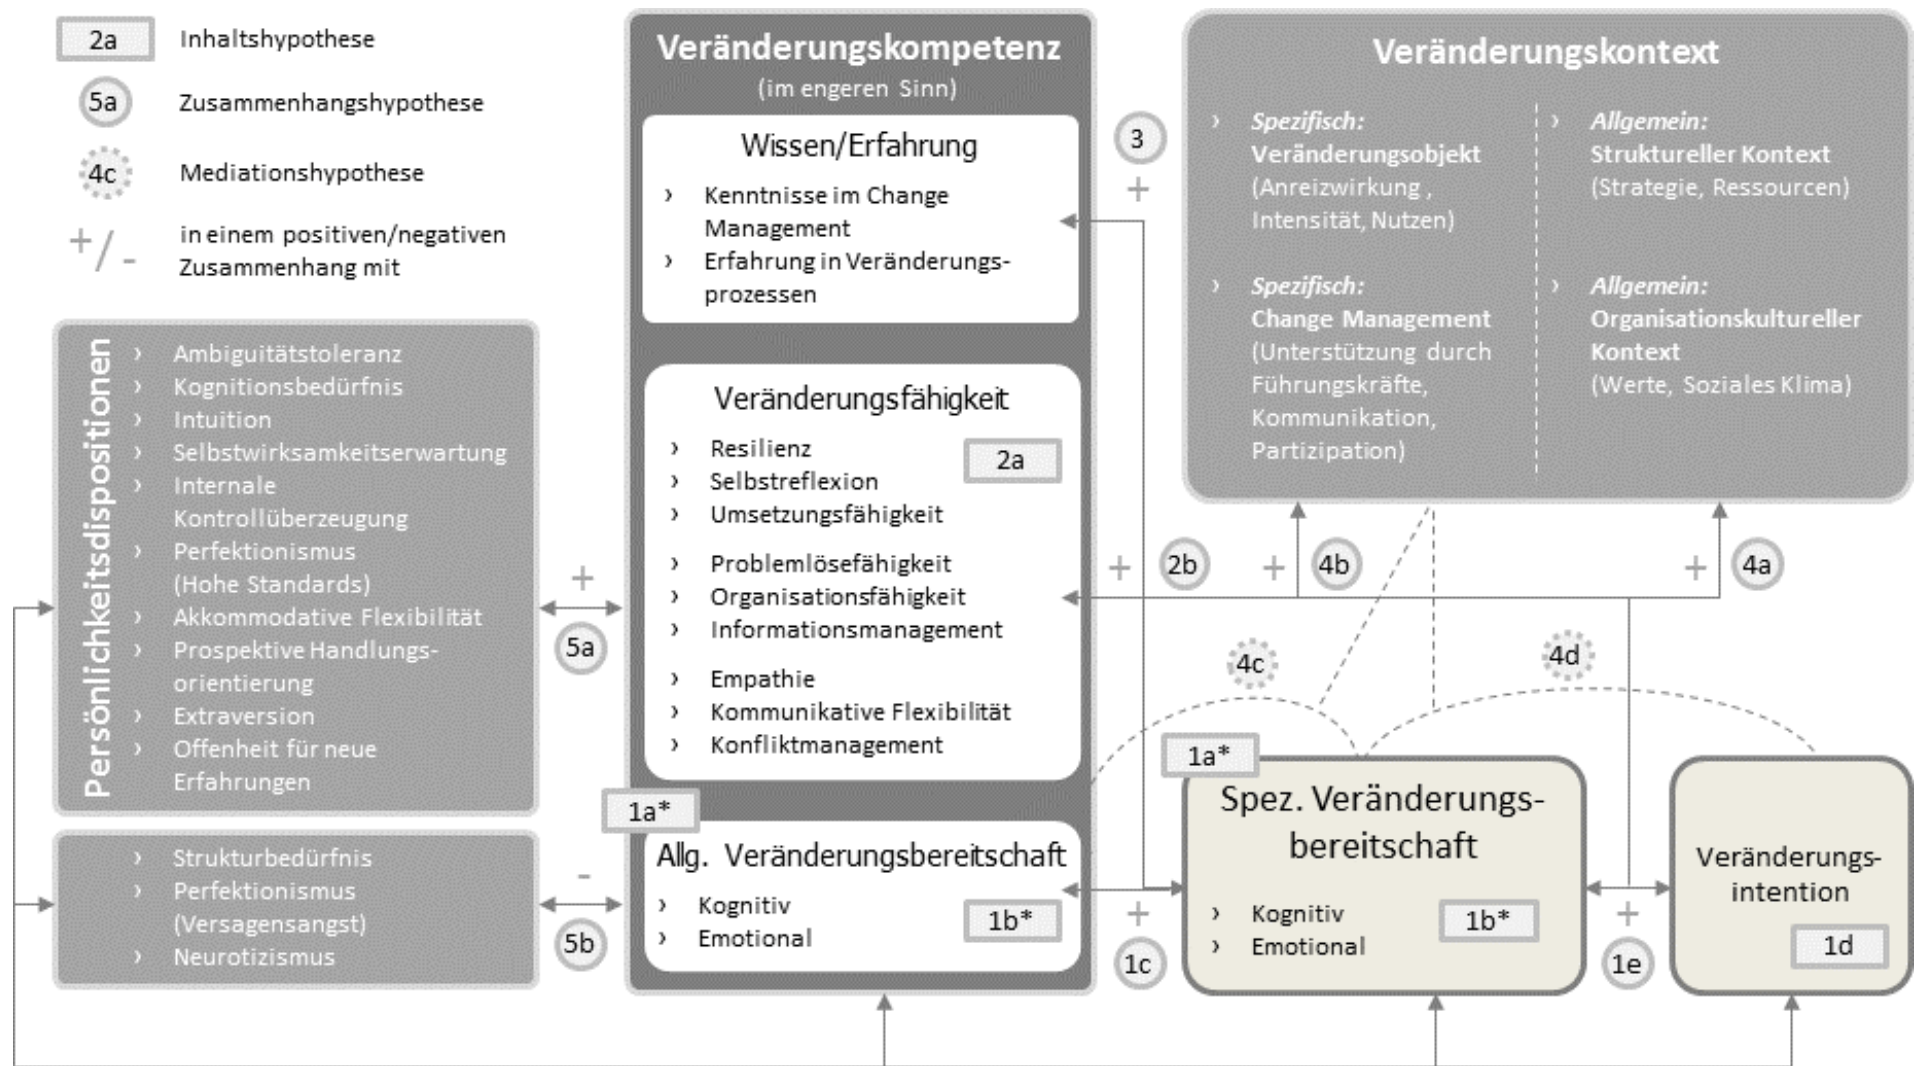 2a
Inhaltshypothese
5a
Zusammenhangshypothese
4c
Mediationshypothese
+/-
in einem positiven/negativen
Zusammenhang mit
Persönlichkeitsdispositionen
› Ambiguitätstoleranz
› Kognitionsbedürfnis
› Intuition
› Selbstwirksamkeitserwartung
› Internale
Kontrollüberzeugung
› Perfektionismus
(Hohe Standards)
› Akkommodative Flexibilität
› Prospektive Handlungs-
orientierung
› Extraversion
› Offenheit für neue
Erfahrungen
› Strukturbedürfnis
› Perfektionismus
(Versagensangst)
› Neurotizismus
+
5a
-
5b
Veränderungskompetenz
(im engeren Sinn)
Wissen/Erfahrung
› Kenntnisse im Change
Management
› Erfahrung in Veränderungs-
prozessen
Veränderungsfähigkeit
› Resilienz
› Selbstreflexion
› Umsetzungsfähigkeit
2a
› Problemlösefähigkeit
› Organisationsfähigkeit
› Informationsmanagement
› Empathie
› Kommunikative Flexibilität
› Konfliktmanagement
1a*
Allg. Veränderungsbereitschaft
› Kognitiv
› Emotional
1b*
3
+
Veränderungskontext
› Spezifisch:
Veränderungsobjekt
(Anreizwirkung ,
Intensität, Nutzen)
› Allgemein:
Struktureller Kontext
(Strategie, Ressourcen)
› Spezifisch:
Change Management
(Unterstützung durch
Führungskräfte,
Kommunikation,
Partizipation)
› Allgemein:
Organisationskultureller
Kontext
(Werte, Soziales Klima)
+ 2b
+ 4b
+ 4a
4c
4d
1a*
Spez. Veränderungs-
bereitschaft
› Kognitiv
› Emotional
1b*
+
1c
+
1e
Veränderungs-
intention
1d